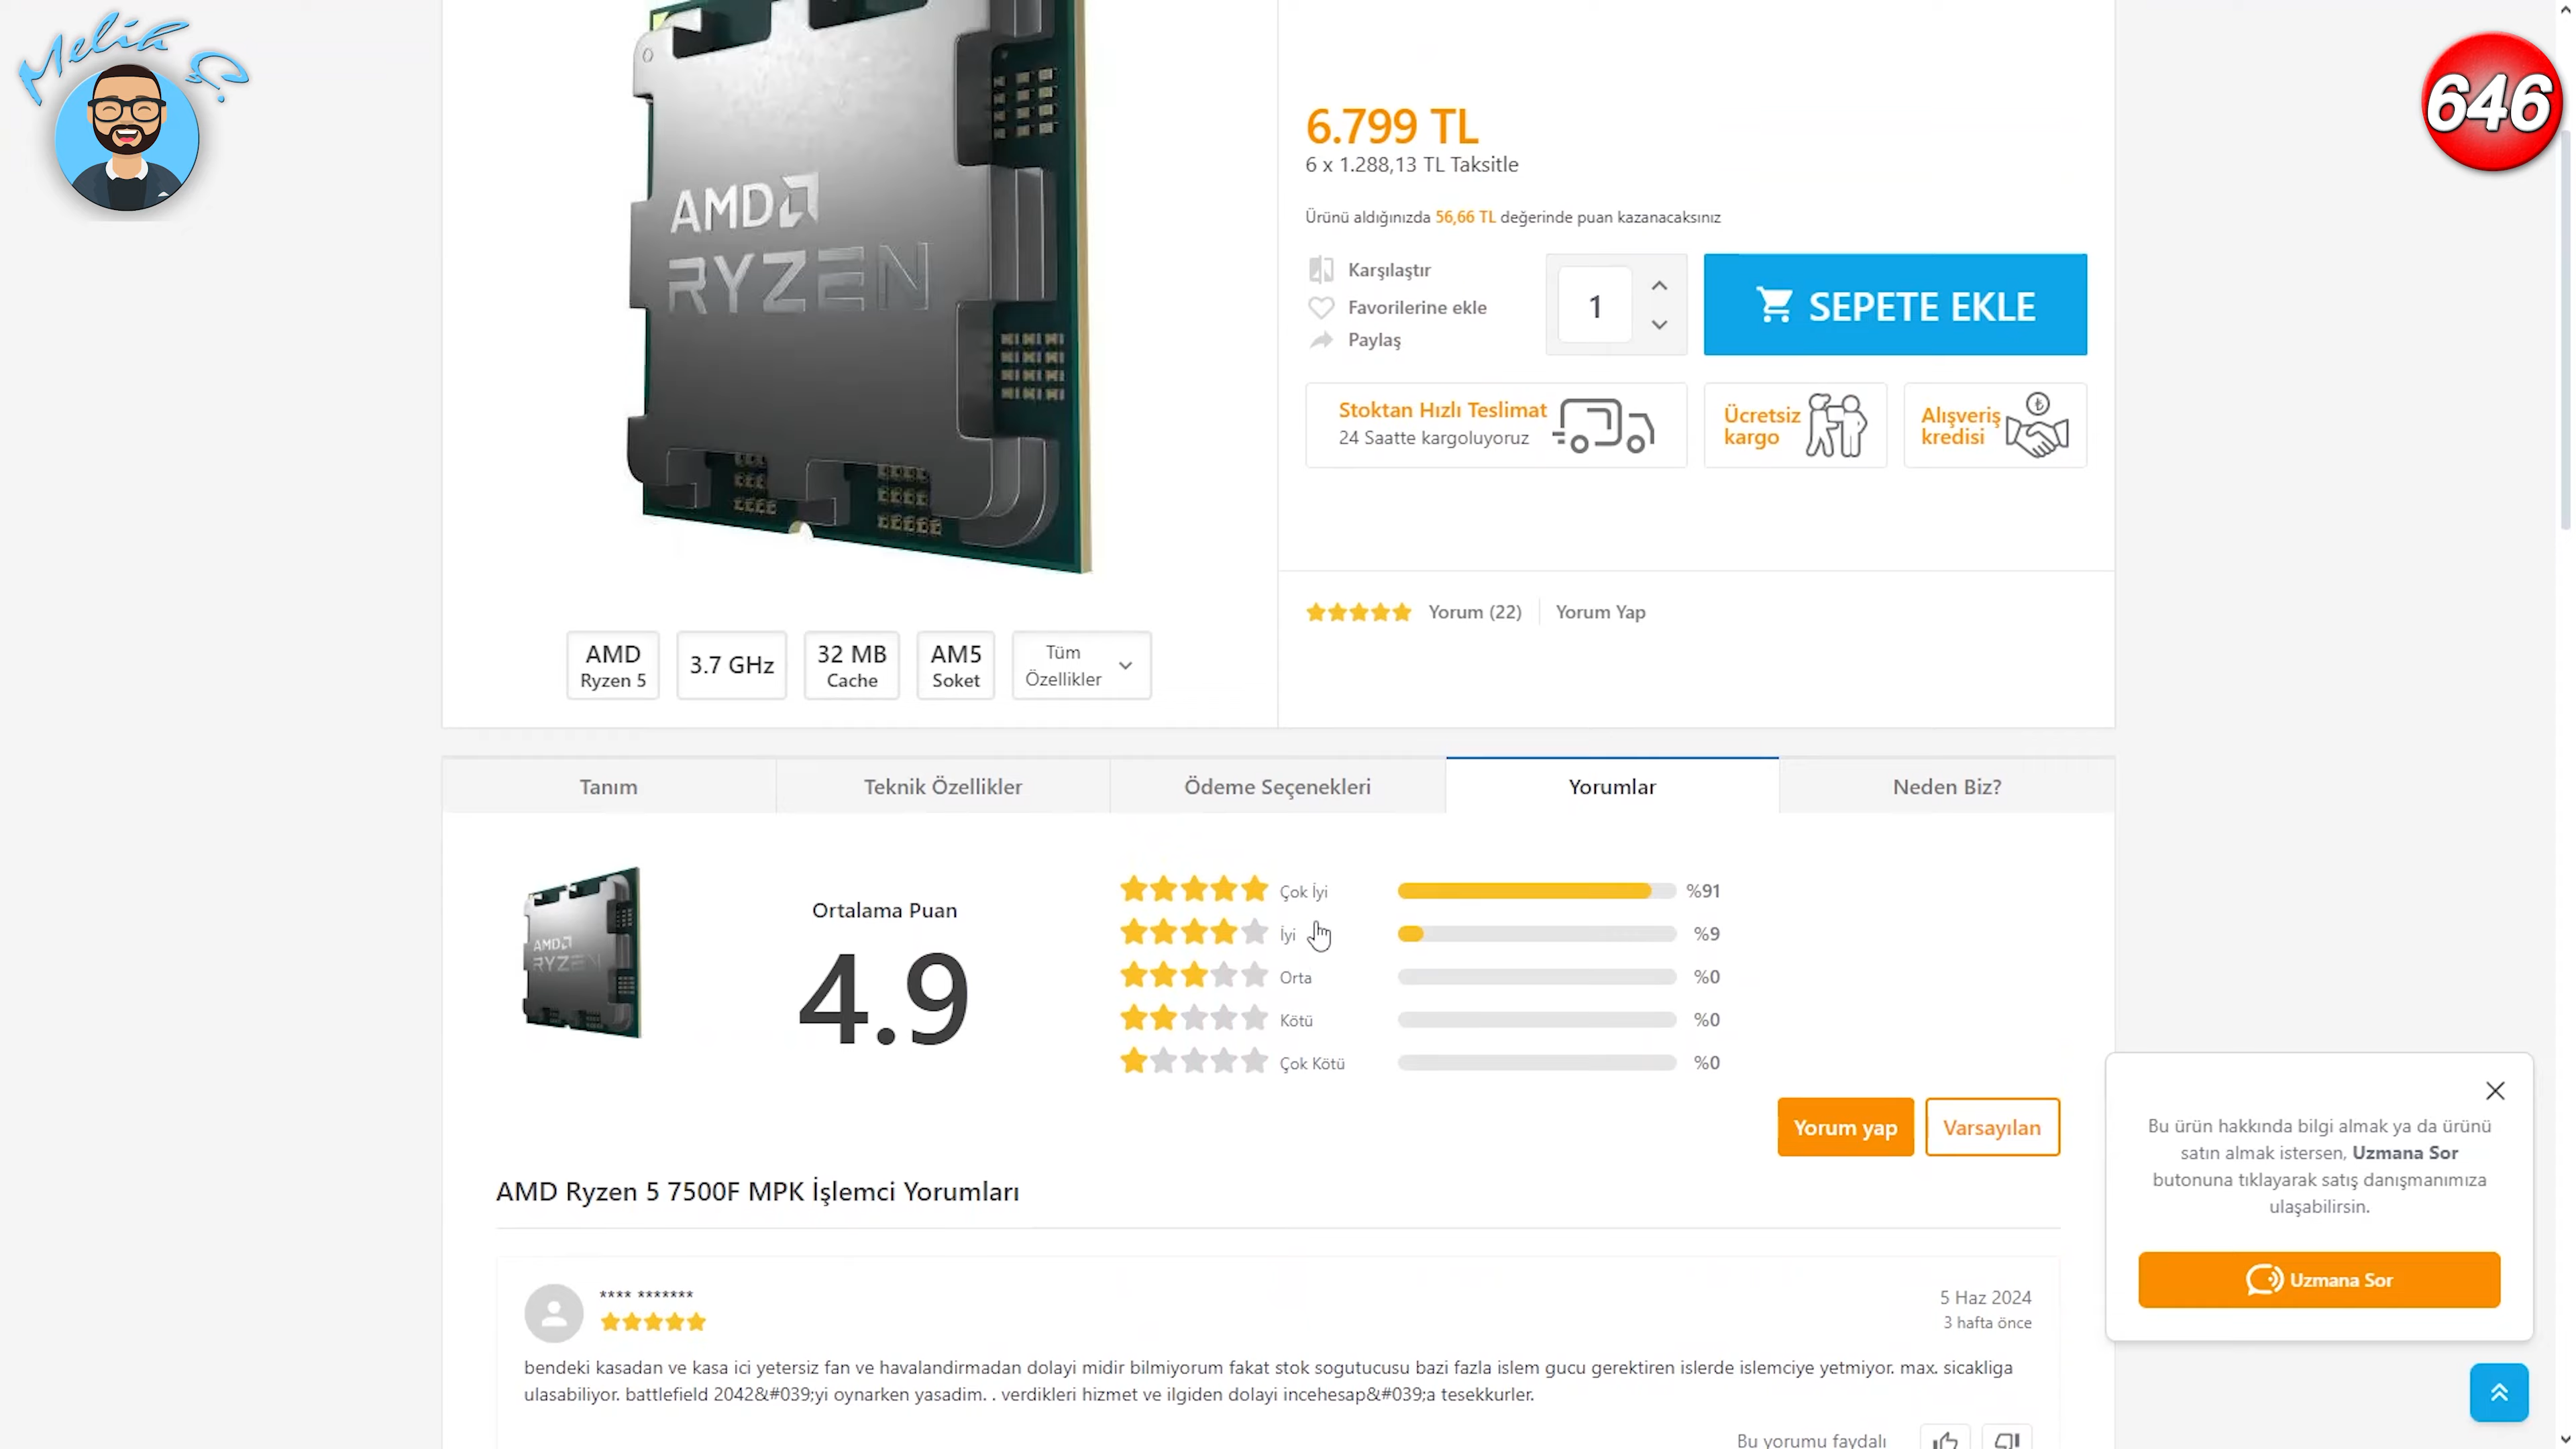 Melih Ç
646
AMD
RYZEN
6.799 TL
6 x 1.288,13 TL Taksitle
Ürünü aldığınızda 56,66 TL değerinde puan kazanacaksınız
Karşılaştır
Favorilerine ekle
Paylaş
1
SEPETE EKLE
Stoktan Hızlı Teslimat
24 Saatte kargoluyoruz
Ücretsiz
kargo
Alışveriş
kredisi
Yorum (22)
Yorum Yap
AMD
Ryzen 5
3.7 GHz
32 MB
Cache
AM5
Soket
Tüm
Özellikler
Tanım
Teknik Özellikler
Ödeme Seçenekleri
Yorumlar
Neden Biz?
AMD
RYZEN
Ortalama Puan
4.9
Çok İyi %91
İyi %9
Orta %0
Kötü %0
Çok Kötü %0
Yorum yap
Varsayılan
AMD Ryzen 5 7500F MPK İşlemci Yorumları
**** *******
5 Haz 2024
3 hafta önce
bendeki kasadan ve kasa ici yetersiz fan ve havalandirmadan dolayi midir bilmiyorum fakat stok sogutucusu bazi fazla islem gucu gerektiren islerde islemciye yetmiyor. max. sicakliga
ulasabiliyor. battlefield 2042&#039;yi oynarken yasadim. . verdikleri hizmet ve ilgiden dolayi incehesap&#039;a tesekkurler.
Bu yorumu faydalı
Bu ürün hakkında bilgi almak ya da ürünü
satın almak istersen, Uzmana Sor
butonuna tıklayarak satış danışmanımıza
ulaşabilirsin.
Uzmana Sor